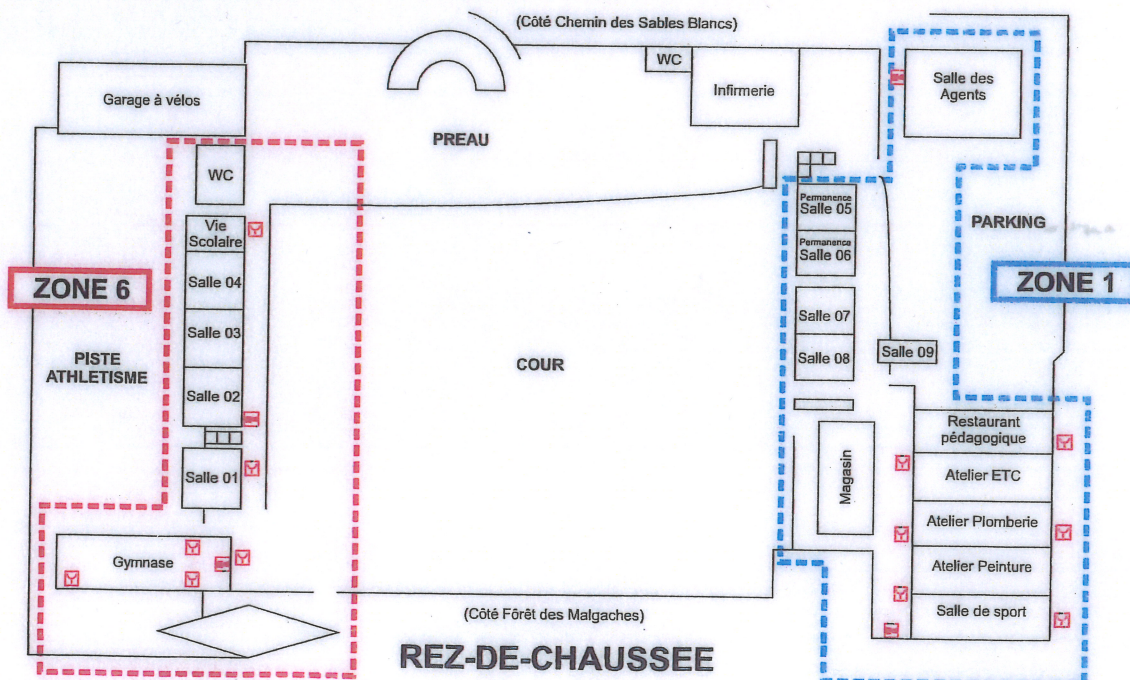 (Côté Chemin des Sables Blancs)
WC
Infirmerie
Salle des
Agents
Garage à vélos
PREAU
WC
Vie
Scolaire
Salle 04
Salle 03
Salle 02
Salle 01
Gymnase
ZONE 6
PISTE
ATHLETISME
COUR
Permanence
Salle 05
Permanence
Salle 06
Salle 07
Salle 08
Salle 09
PARKING
ZONE 1
Magasin
Restaurant
pédagogique
Atelier ETC
Atelier Plomberie
Atelier Peinture
Salle de sport
(Côté Fôrêt des Malgaches)
REZ-DE-CHAUSSEE